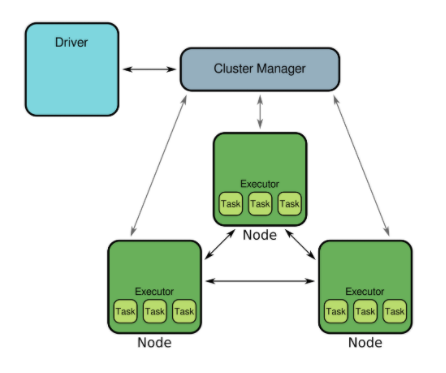 Driver
Cluster Manager
Executor
Task Task Task
Node
Executor
Task Task Task
Node
Executor
Task Task Task
Node